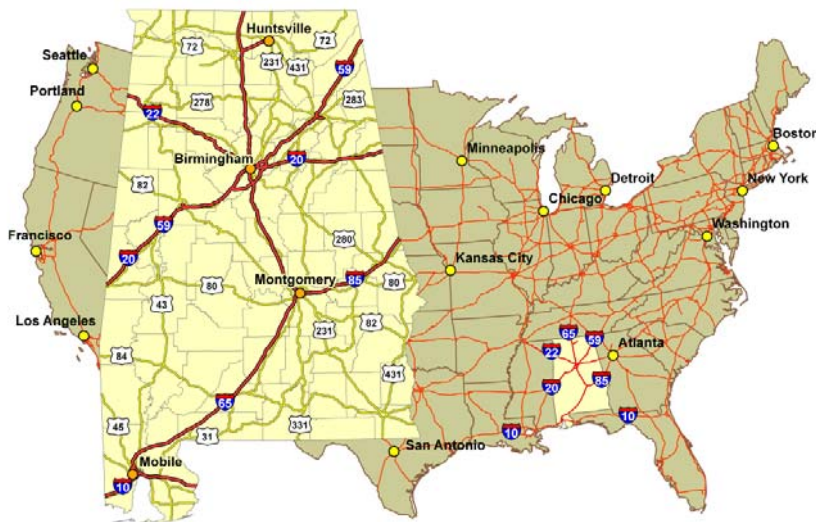 Huntsville
72
72
Seattle
231
431
59
Portland
278
283
22
Boston
Minneapolis
Birmingham
20
Detroit
New York
82
Chicago
59
Washington
Francisco
280
20
Kansas City
Montgomery
85
80
80
43
Los Angeles
231
82
65
59
Atlanta
22
84
431
85
20
65
10
45
31
331
10
San Antonio
Mobile
10